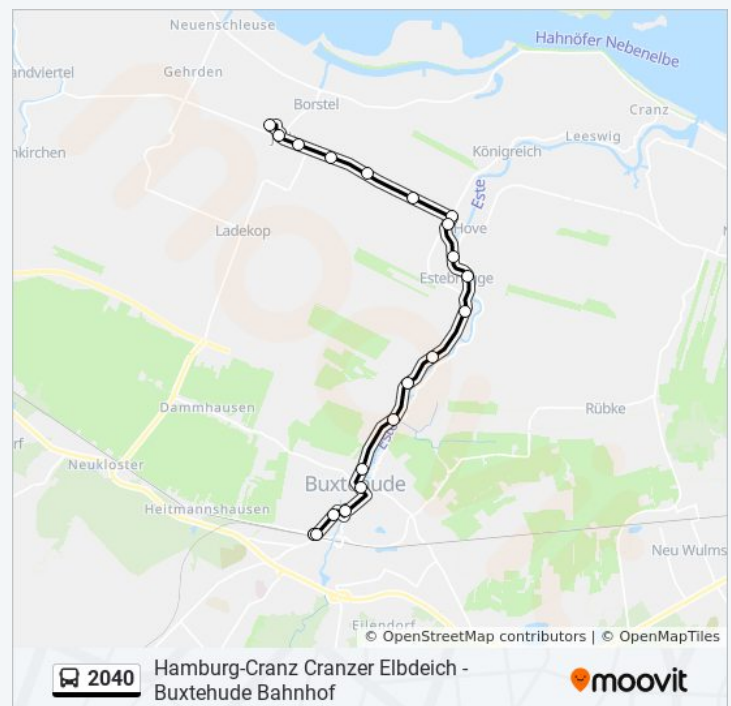 Neuenschleuse
Hahnöfer Nebenelbe
andviertel
Gehrden
Borstel
Cranz
Leeswig
nkirchen
J
Königreich
Este
Ladekop
Hove
Estebrügge
Dammhausen
Rübke
Este
Neukloster
Buxtehude
Heitmannshausen
Neu Wulms
Eilendorf
© OpenStreetMap contributors | © OpenMapTiles
2040
Hamburg-Cranz Cranzer Elbdeich -
Buxtehude Bahnhof
moovit